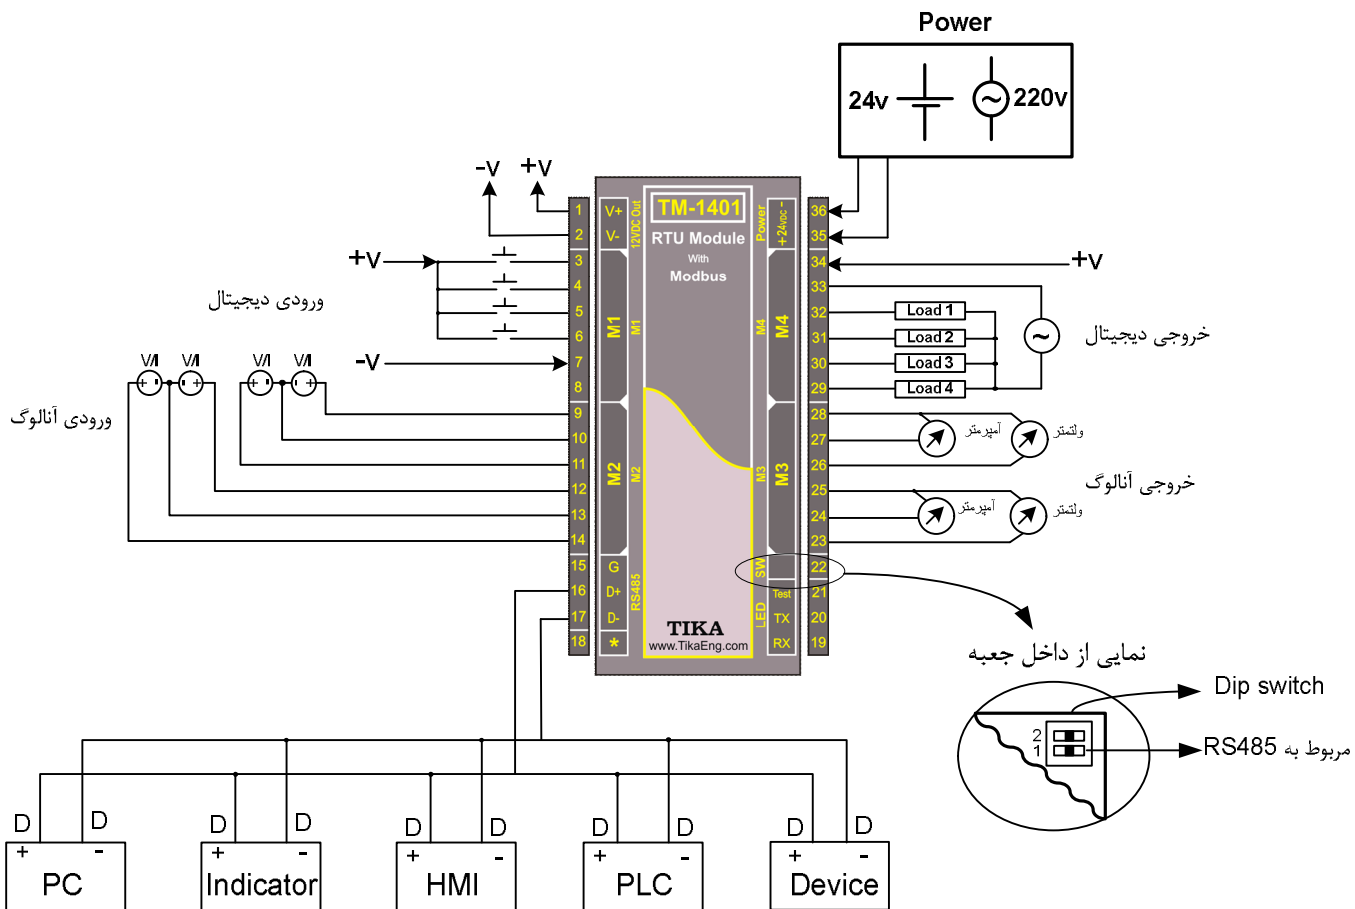 Power
24v
220v
-v
+v
1
2
3
4
5
6
7
8
9
10
11
12
13
14
15
16
17
18
V+
V-
12VDC Out
M1
M1
M2
M2
G
D+
D-
RS485
*
TM-1401
RTU Module
With
Modbus
TIKA
www.TikaEng.com
Power
+24VDC -
M4
M4
M3
M3
SW
LED
Test
TX
RX
36
35
34
33
32
31
30
29
28
27
26
25
24
23
22
21
20
19
+v
ورودی دیجیتال
-v
V/I
V/I
V/I
V/I
+
-
-
+
+
-
-
+
ورودی آنالوگ
+v
Load 1
Load 2
Load 3
Load 4
خروجی دیجیتال
آمپرمتر
ولتمتر
خروجی آنالوگ
آمپرمتر
ولتمتر
نمایی از داخل جعبه
Dip switch
2
1
مربوط به RS485
D
D
D
D
D
D
D
D
D
D
+ -
PC
+ -
Indicator
+ -
HMI
+ -
PLC
+ -
Device